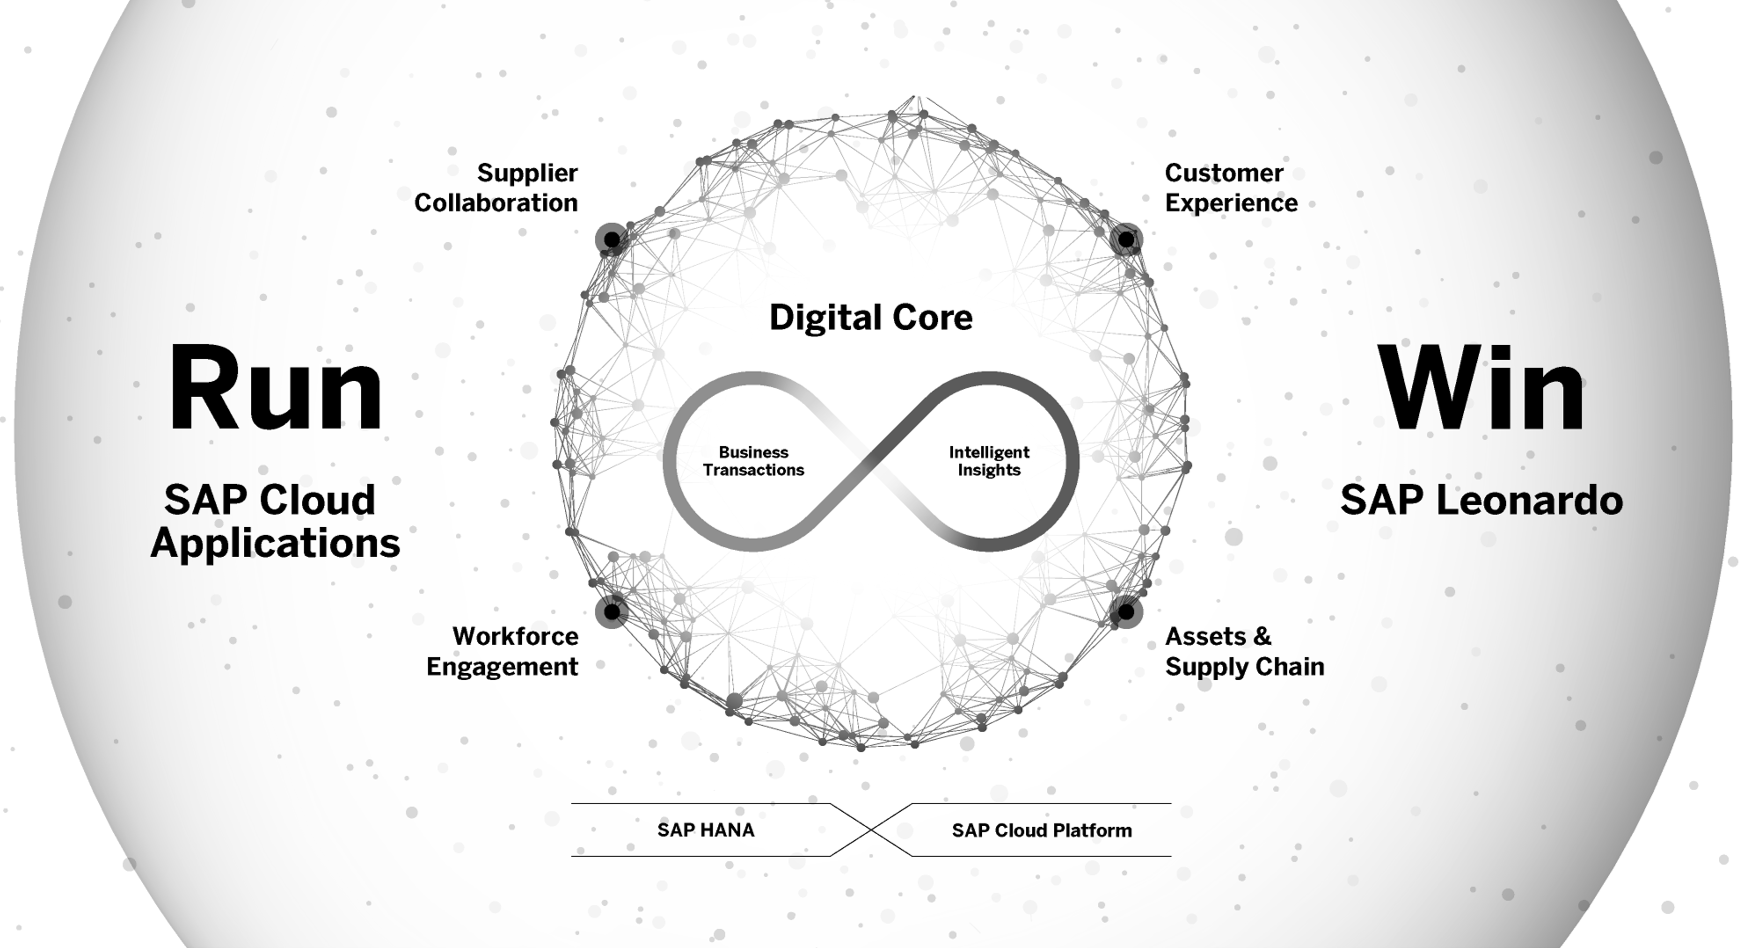 Supplier
Collaboration
Customer
Experience
Digital Core
Run
Win
Business
Transactions
Intelligent
Insights
SAP Cloud
Applications
SAP Leonardo
Workforce
Engagement
Assets &
Supply Chain
SAP HANA
SAP Cloud Platform